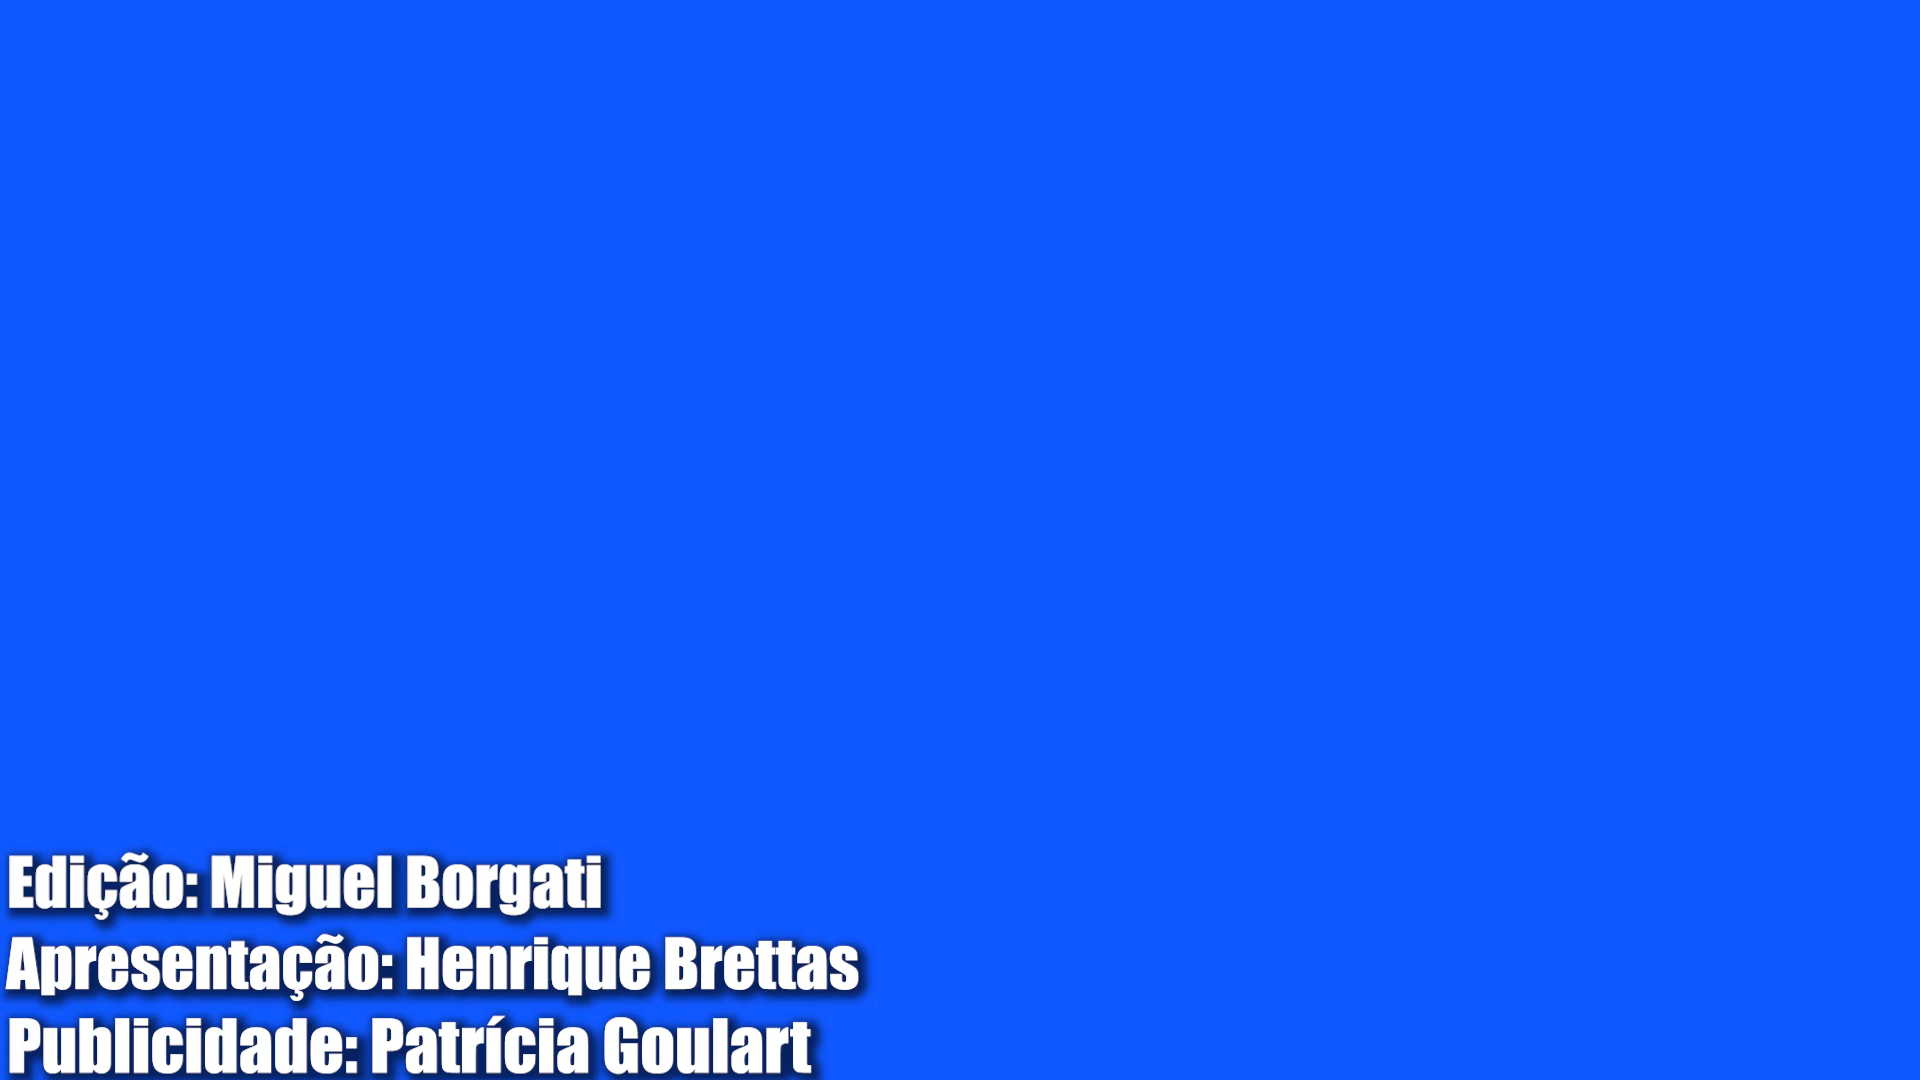 Edição: Miguel Borgati
Apresentação: Henrique Brettas
Publicidade: Patrícia Goulart